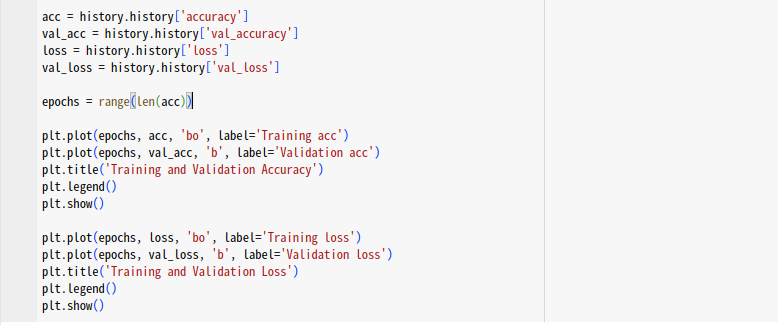 acc = history.history['accuracy']
val_acc = history.history['val_accuracy']
loss = history.history['loss']
val_loss = history.history['val_loss']
epochs = range(len(acc))
plt.plot(epochs, acc, 'bo', label='Training acc')
plt.plot(epochs, val_acc, 'b', label='Validation acc')
plt.title('Training and Validation Accuracy')
plt.legend()
plt.show()
plt.plot(epochs, loss, 'bo', label='Training loss')
plt.plot(epochs, val_loss, 'b', label='Validation loss')
plt.title('Training and Validation Loss')
plt.legend()
plt.show()